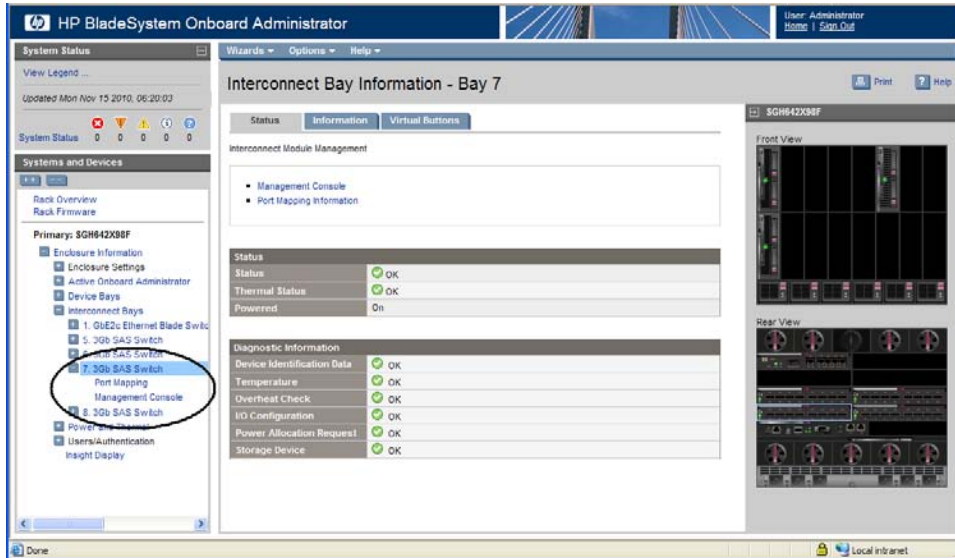 HP BladeSystem Onboard Administrator
User: Administrator
Home | Sign Out
System Status
View Legend ...
Updated Mon Nov 15 2010, 06:20:03
System Status 0 0 0 0 0
Systems and Devices
Rack Overview
Rack Firmware
Primary: SGH642X98F
Enclosure Information
Enclosure Settings
Active Onboard Administrator
Device Bays
Interconnect Bays
1. GbE2c Ethernet Blade Switc
5. 3Gb SAS Switch
6. 3Gb SAS Switch
7. 3Gb SAS Switch
Port Mapping
Management Console
8. 3Gb SAS Switch
Power and Thermal
Users/Authentication
Insight Display
Wizards Options Help
Interconnect Bay Information - Bay 7
Print Help
Status Information Virtual Buttons
Interconnect Module Management
Management Console
Port Mapping Information
Status
Status OK
Thermal Status OK
Powered On
Diagnostic Information
Device Identification Data OK
Temperature OK
Overheat Check OK
I/O Configuration OK
Power Allocation Request OK
Storage Device OK
SGH642X98F
Front View
Rear View
Done
Local intranet